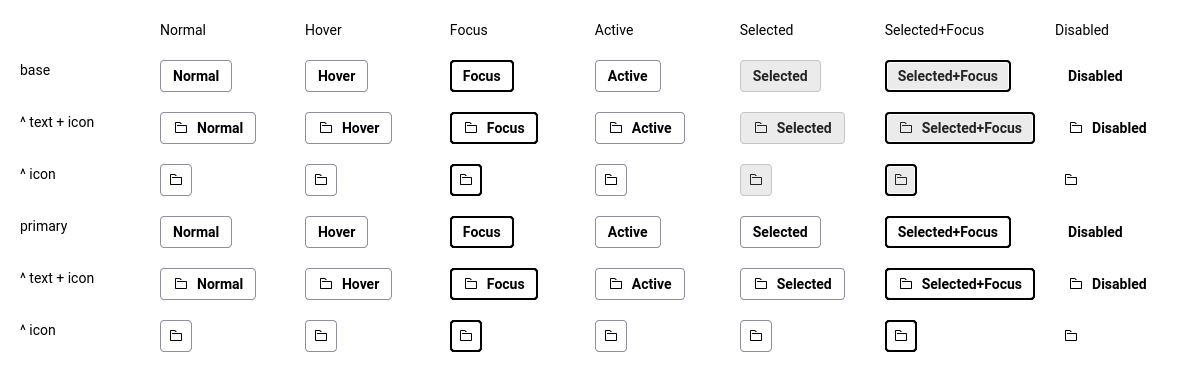 Normal Hover Focus Active Selected Selected+Focus Disabled
base Normal Hover Focus Active Selected Selected+Focus Disabled
^ text + icon Normal Hover Focus Active Selected Selected+Focus Disabled
^ icon
primary Normal Hover Focus Active Selected Selected+Focus Disabled
^ text + icon Normal Hover Focus Active Selected Selected+Focus Disabled
^ icon